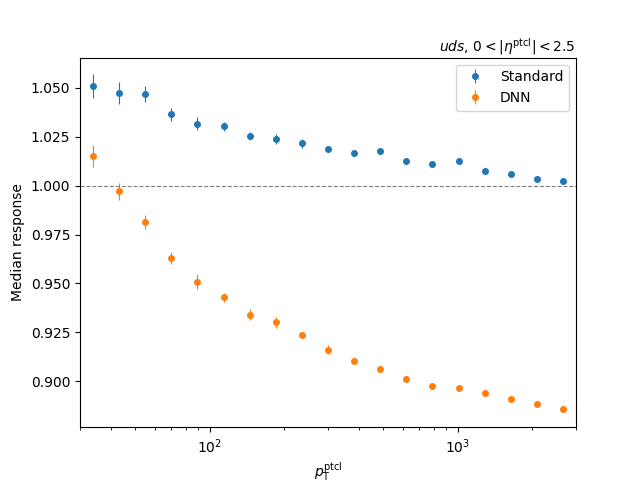 uds, 0 < |η^ptcl| < 2.5
Standard
DNN
1.050
1.025
1.000
0.975
0.950
0.925
0.900
Median response
10^2
10^3
p_T^ptcl